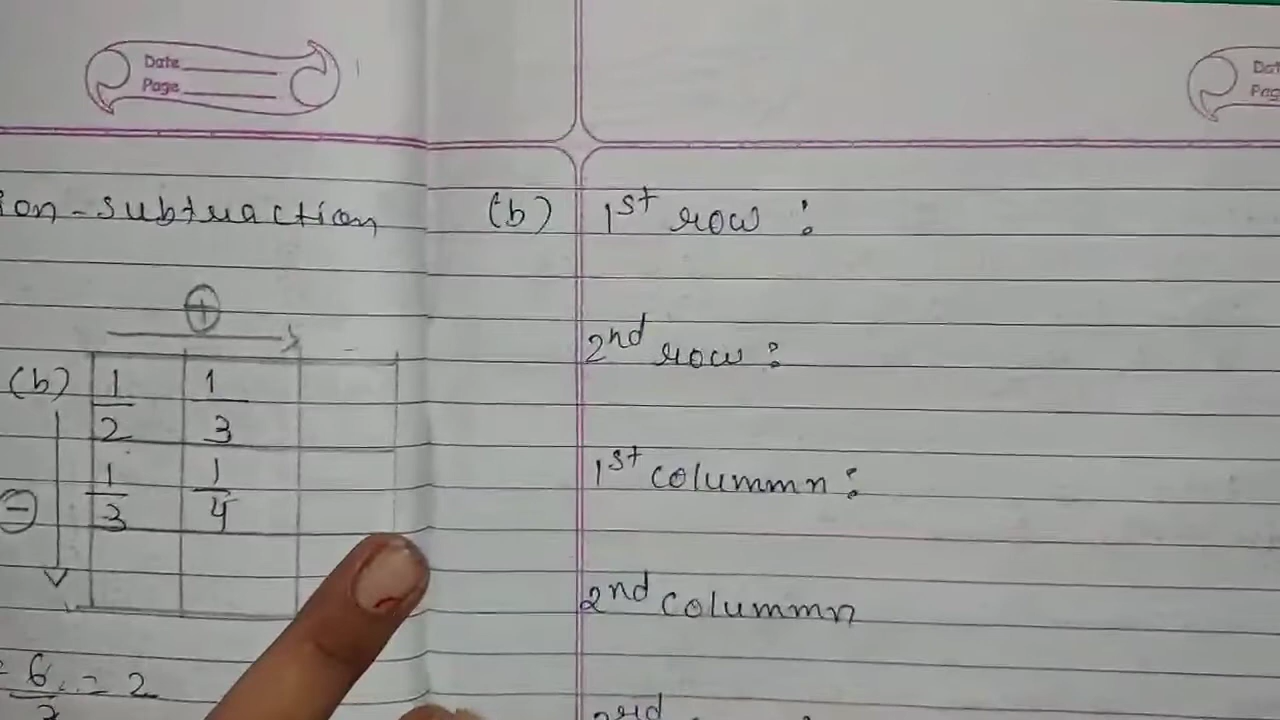 Date
Page
ion - subtraction
+
(b) 1/2 1/3
1/3 1/4
-
= 6/3 = 2
Page
(b) 1st row :
2nd row :
1st colummn :
2nd colummn